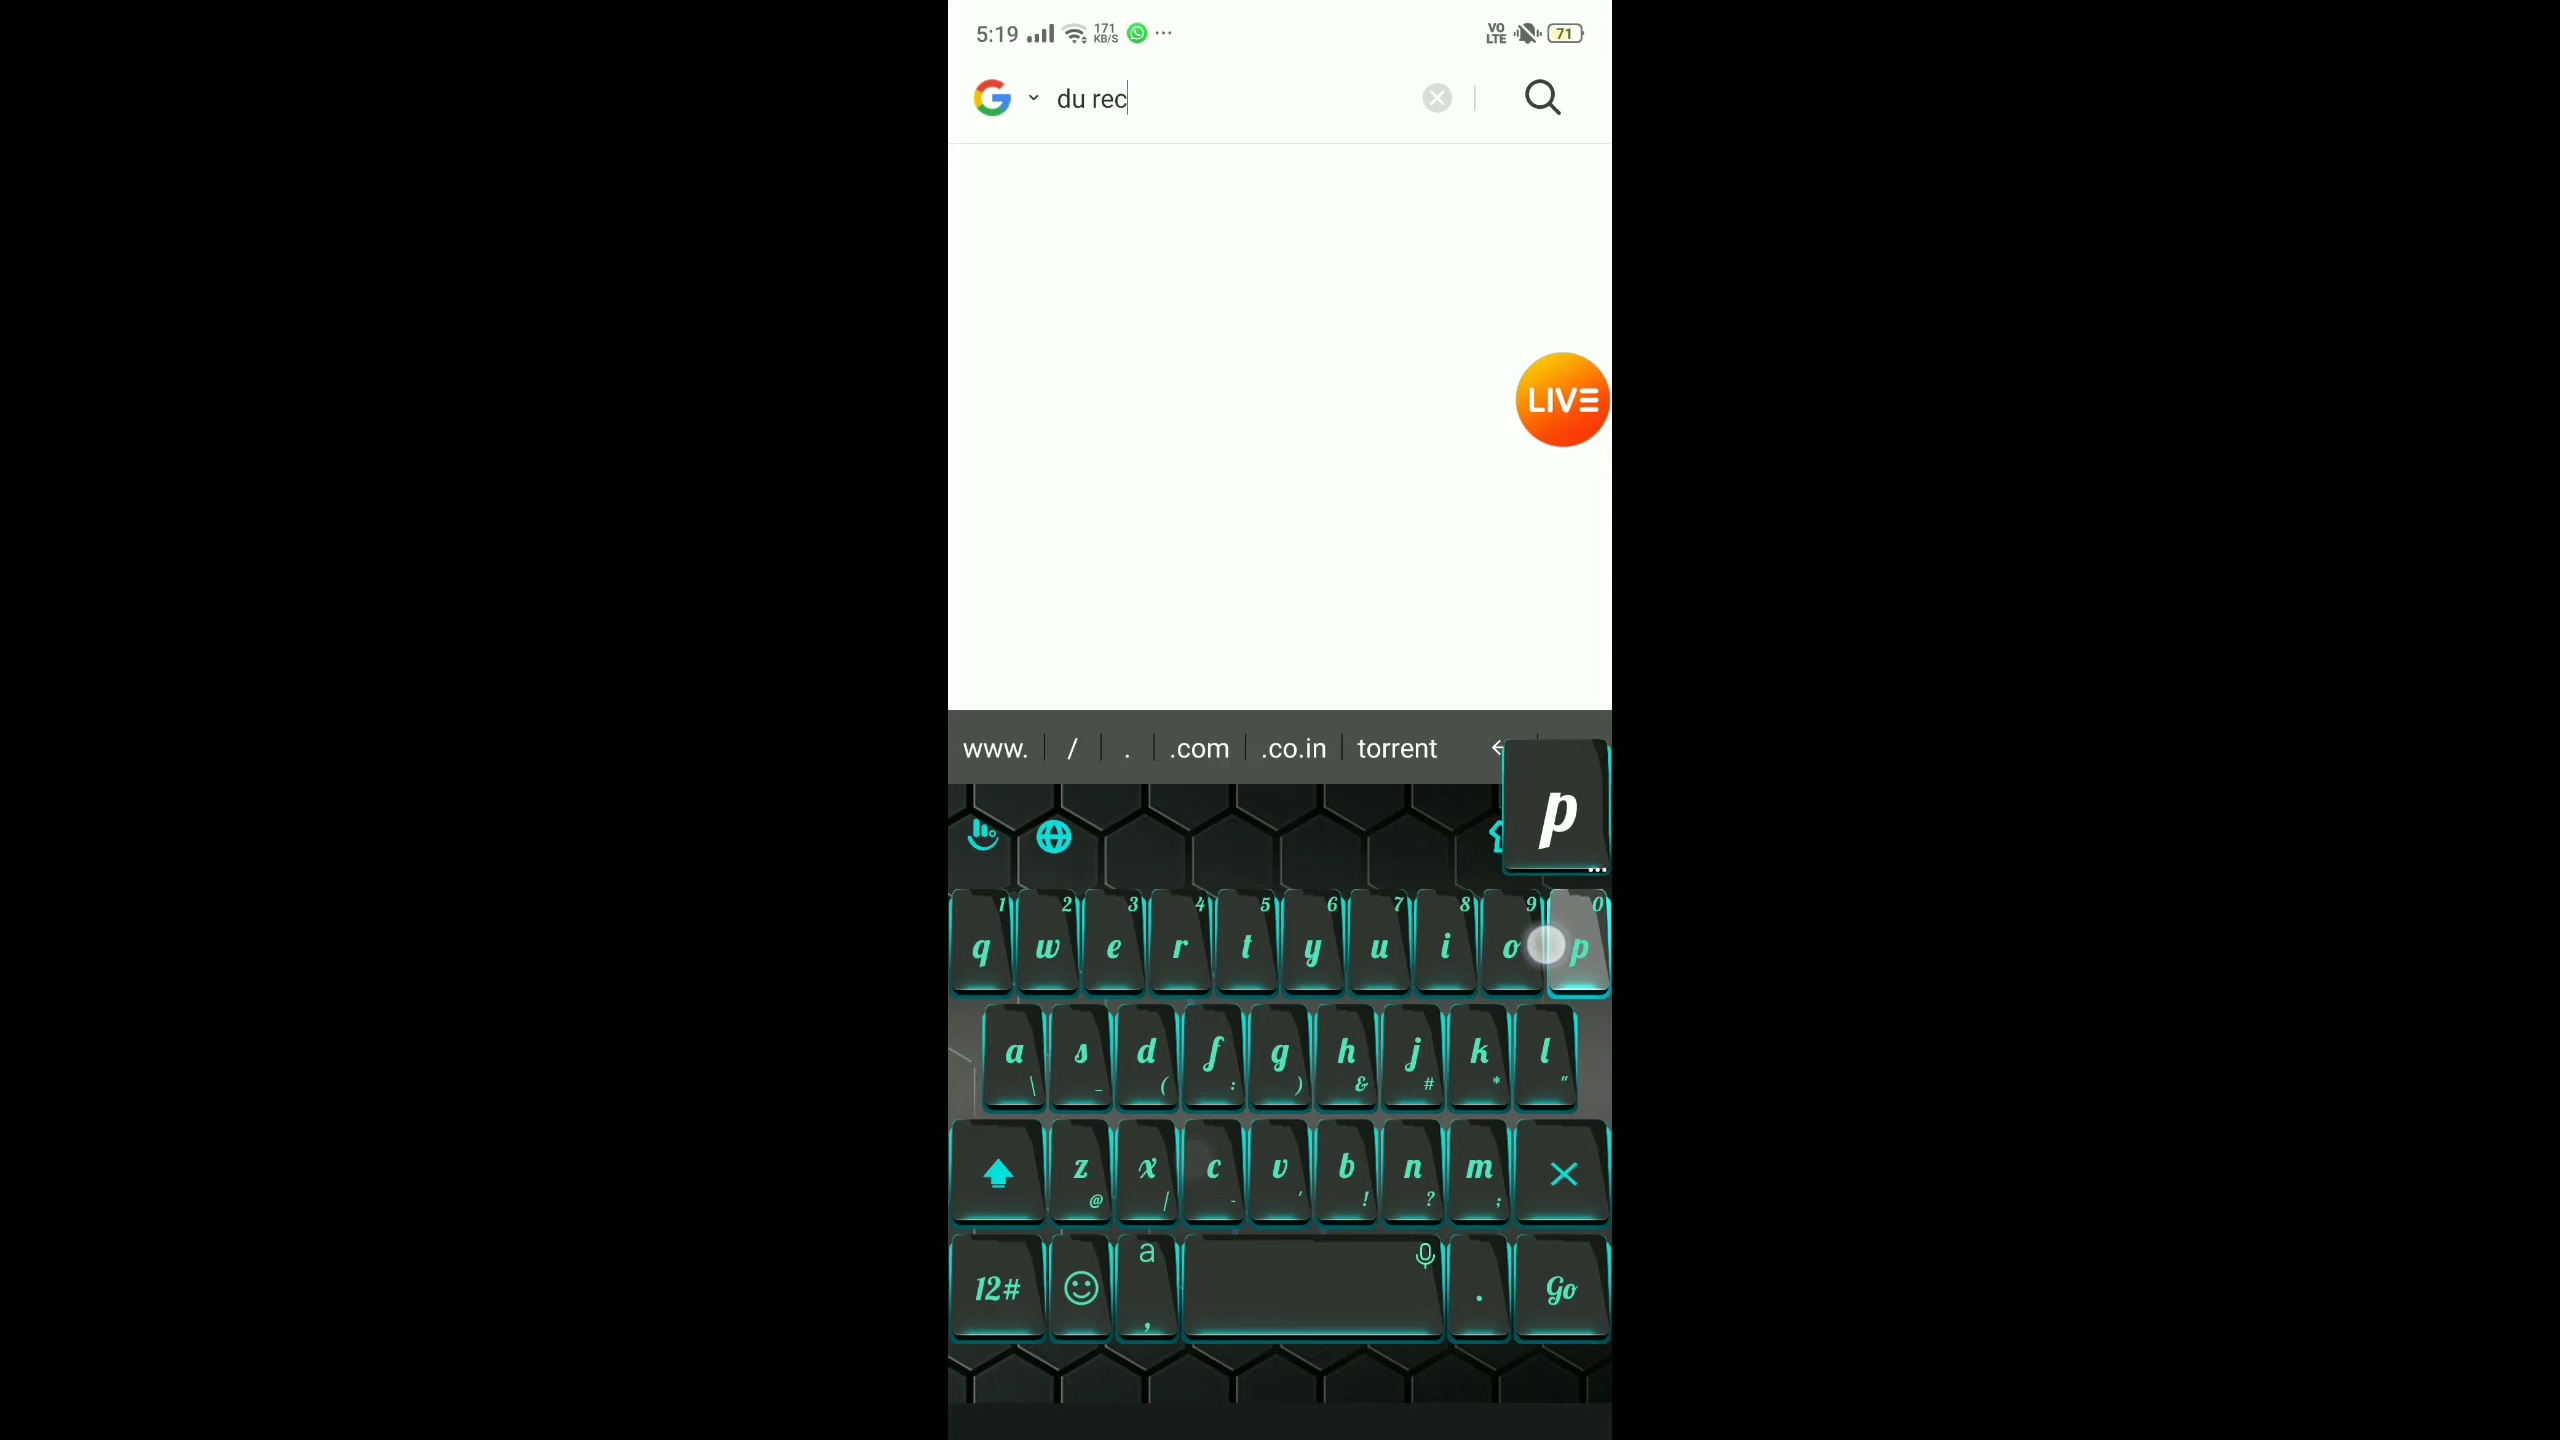 5:19 171 KB/S VO LTE 71
du rec
LIVE
www. / . .com .co.in torrent
p
1 2 3 4 5 6 7 8 9 0
q w e r t y u i o p
a s d f g h j k l
\ _ ( : ) & # * "
z x c v b n m
@ | - ' ! ? ;
a
12# , . Go